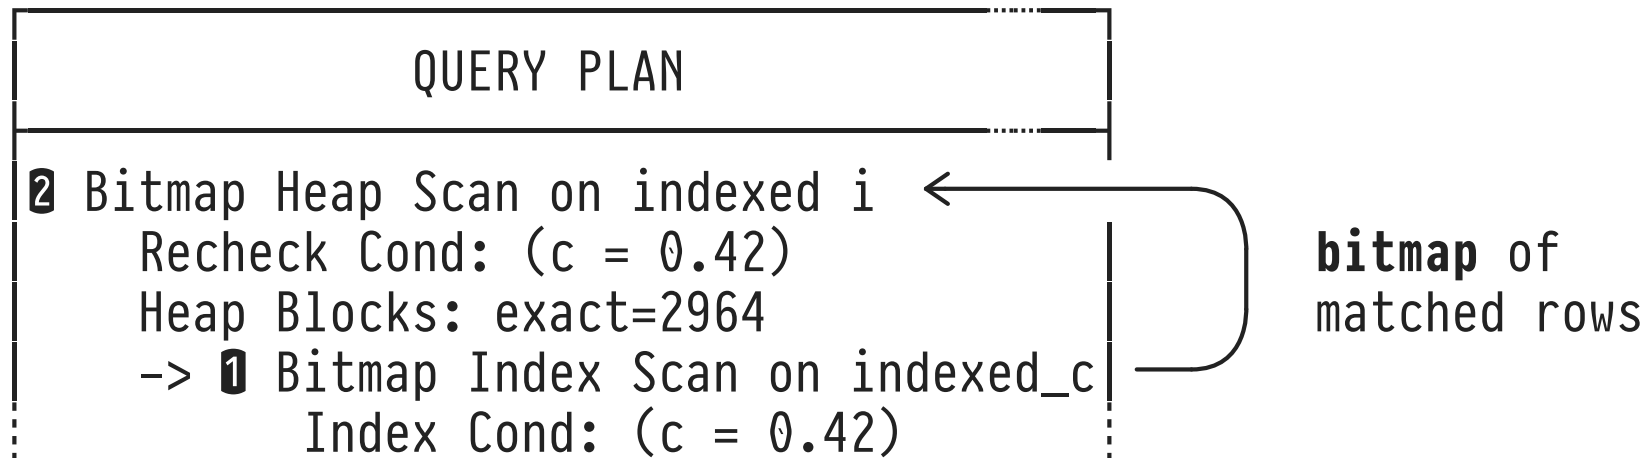 QUERY PLAN
2 Bitmap Heap Scan on indexed i
Recheck Cond: (c = 0.42)
Heap Blocks: exact=2964
-> 1 Bitmap Index Scan on indexed_c
Index Cond: (c = 0.42)
bitmap of
matched rows